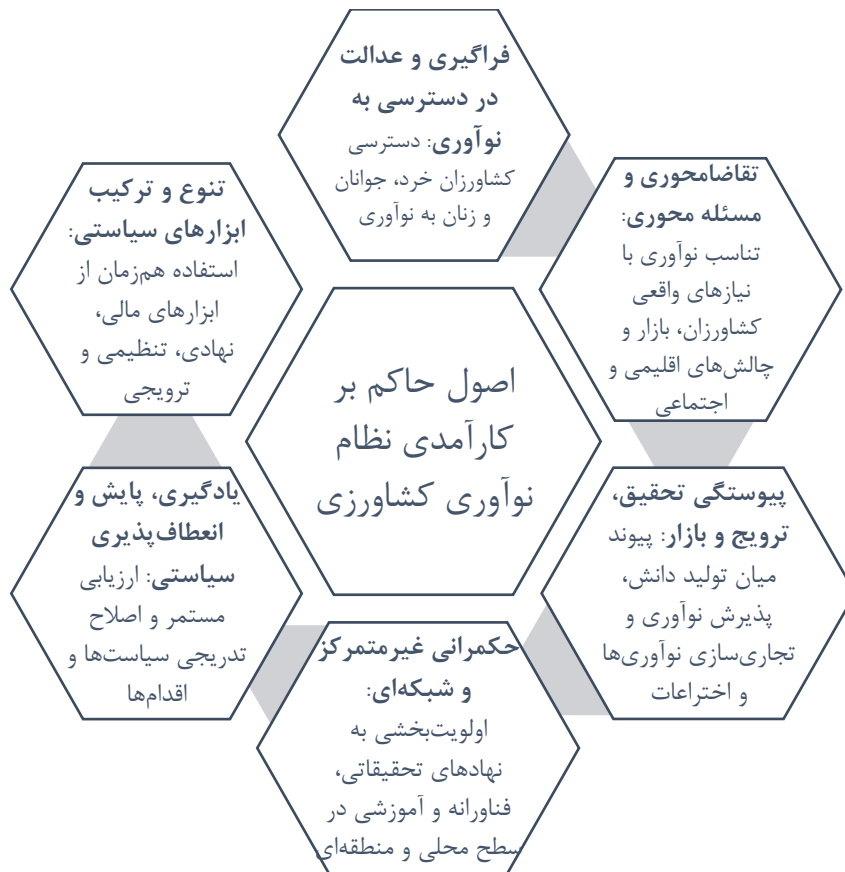 فراگیری و عدالت
در دسترسی به
نوآوری: دسترسی
کشاورزان خرد، جوانان
و زنان به نوآوری
تقاضامحوری و
مسئله محوری:
تناسب نوآوری با
نیازهای واقعی
کشاورزان، بازار و
چالش‌های اقلیمی و
اجتماعی
پیوستگی تحقیق،
ترویج و بازار: پیوند
میان تولید دانش،
پذیرش نوآوری و
تجاری‌سازی نوآوری‌ها
و اختراعات
حکمرانی غیرمتمرکز
و شبکه‌ای:
اولویت‌بخشی به
نهادهای تحقیقاتی،
فناورانه و آموزشی در
سطح محلی و منطقه‌ای
یادگیری، پایش و
انعطاف‌پذیری
سیاستی: ارزیابی
مستمر و اصلاح
تدریجی سیاست‌ها و
اقدام‌ها
تنوع و ترکیب
ابزارهای سیاستی:
استفاده هم‌زمان از
ابزارهای مالی،
نهادی، تنظیمی و
ترویجی
اصول حاکم بر
کارآمدی نظام
نوآوری کشاورزی